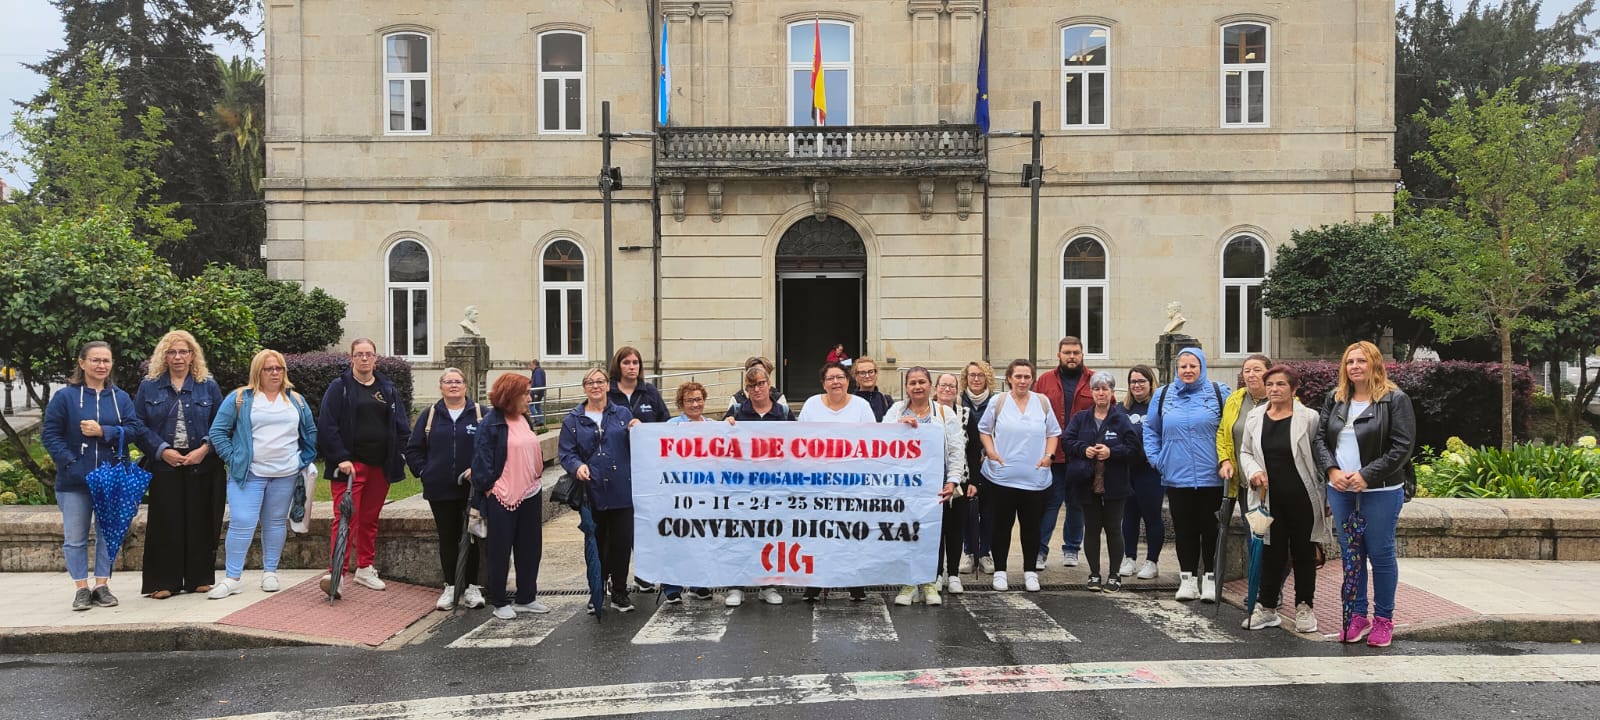 FOLGA DE COIDADOS
AXUDA NO FOGAR-RESIDENCIAS
10 - 11 - 24 - 25 SETEMBRO
CONVENIO DIGNO XA!
CIG